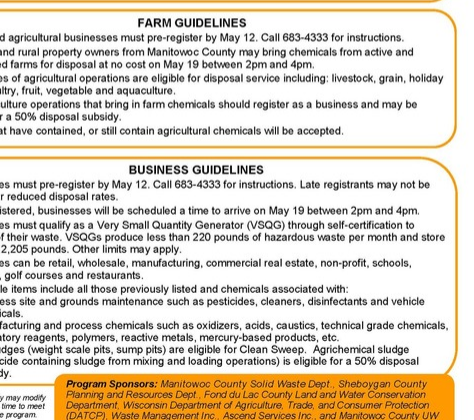 FARM GUIDELINES
d agricultural businesses must pre-register by May 12. Call 683-4333 for instructions.
and rural property owners from Manitowoc County may bring chemicals from active and
ed farms for disposal at no cost on May 19 between 2pm and 4pm.
es of agricultural operations are eligible for disposal service including: livestock, grain, holiday
ultry, fruit, vegetable and aquaculture.
ulture operations that bring in farm chemicals should register as a business and may be
r a 50% disposal subsidy.
at have contained, or still contain agricultural chemicals will be accepted.
BUSINESS GUIDELINES
es must pre-register by May 12. Call 683-4333 for instructions. Late registrants may not be
r reduced disposal rates.
istered, businesses will be scheduled a time to arrive on May 19 between 2pm and 4pm.
es must qualify as a Very Small Quantity Generator (VSQG) through self-certification to
of their waste. VSQGs produce less than 220 pounds of hazardous waste per month and store
2,205 pounds. Other limits may apply.
es can be retail, wholesale, manufacturing, commercial real estate, non-profit, schools,
, golf courses and restaurants.
le items include all those previously listed and chemicals associated with:
ess site and grounds maintenance such as pesticides, cleaners, disinfectants and vehicle
icals.
facturing and process chemicals such as oxidizers, acids, caustics, technical grade chemicals,
atory reagents, polymers, reactive metals, mercury-based products, etc.
udges (weight scale pits, sump pits) are eligible for Clean Sweep. Agrichemical sludge
cide containing sludge from mixing and loading operations) is eligible for a 50% disposal
dy.
y may modify
time to meet
e program.
Program Sponsors: Manitowoc County Solid Waste Dept., Sheboygan County
Planning and Resources Dept., Fond du Lac County Land and Water Conservation
Department, Wisconsin Department of Agriculture, Trade, and Consumer Protection
(DATCP), Waste Management Inc., Ascend Services Inc., and Manitowoc County UW